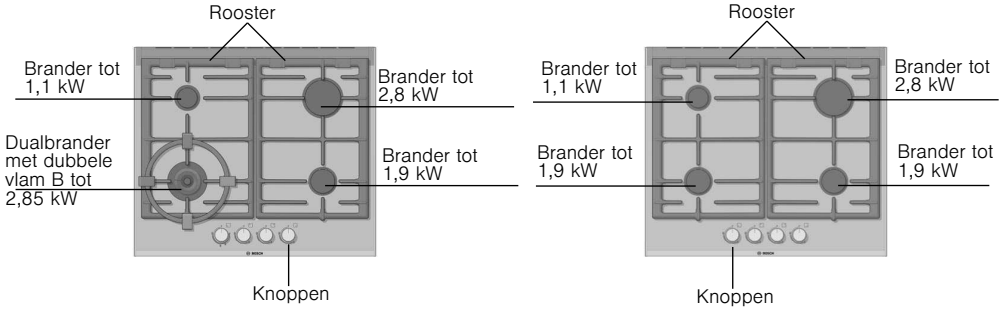 Rooster
Brander tot
1,1 kW
Brander tot
2,8 kW
Dualbrander
met dubbele
vlam B tot
2,85 kW
Brander tot
1,9 kW
BOSCH
Knoppen
Rooster
Brander tot
1,1 kW
Brander tot
2,8 kW
Brander tot
1,9 kW
Brander tot
1,9 kW
BOSCH
Knoppen